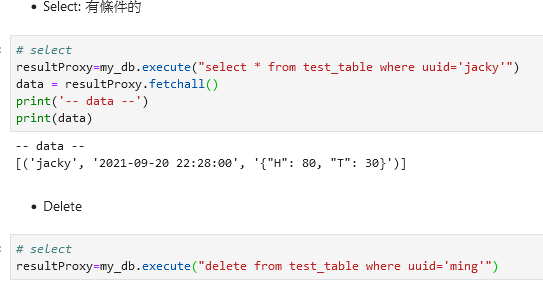 • Select: 有條件的
# select
resultProxy=my_db.execute("select * from test_table where uuid='jacky'")
data = resultProxy.fetchall()
print('-- data --')
print(data)
-- data --
[('jacky', '2021-09-20 22:28:00', '{"H": 80, "T": 30}')]
• Delete
# select
resultProxy=my_db.execute("delete from test_table where uuid='ming'")